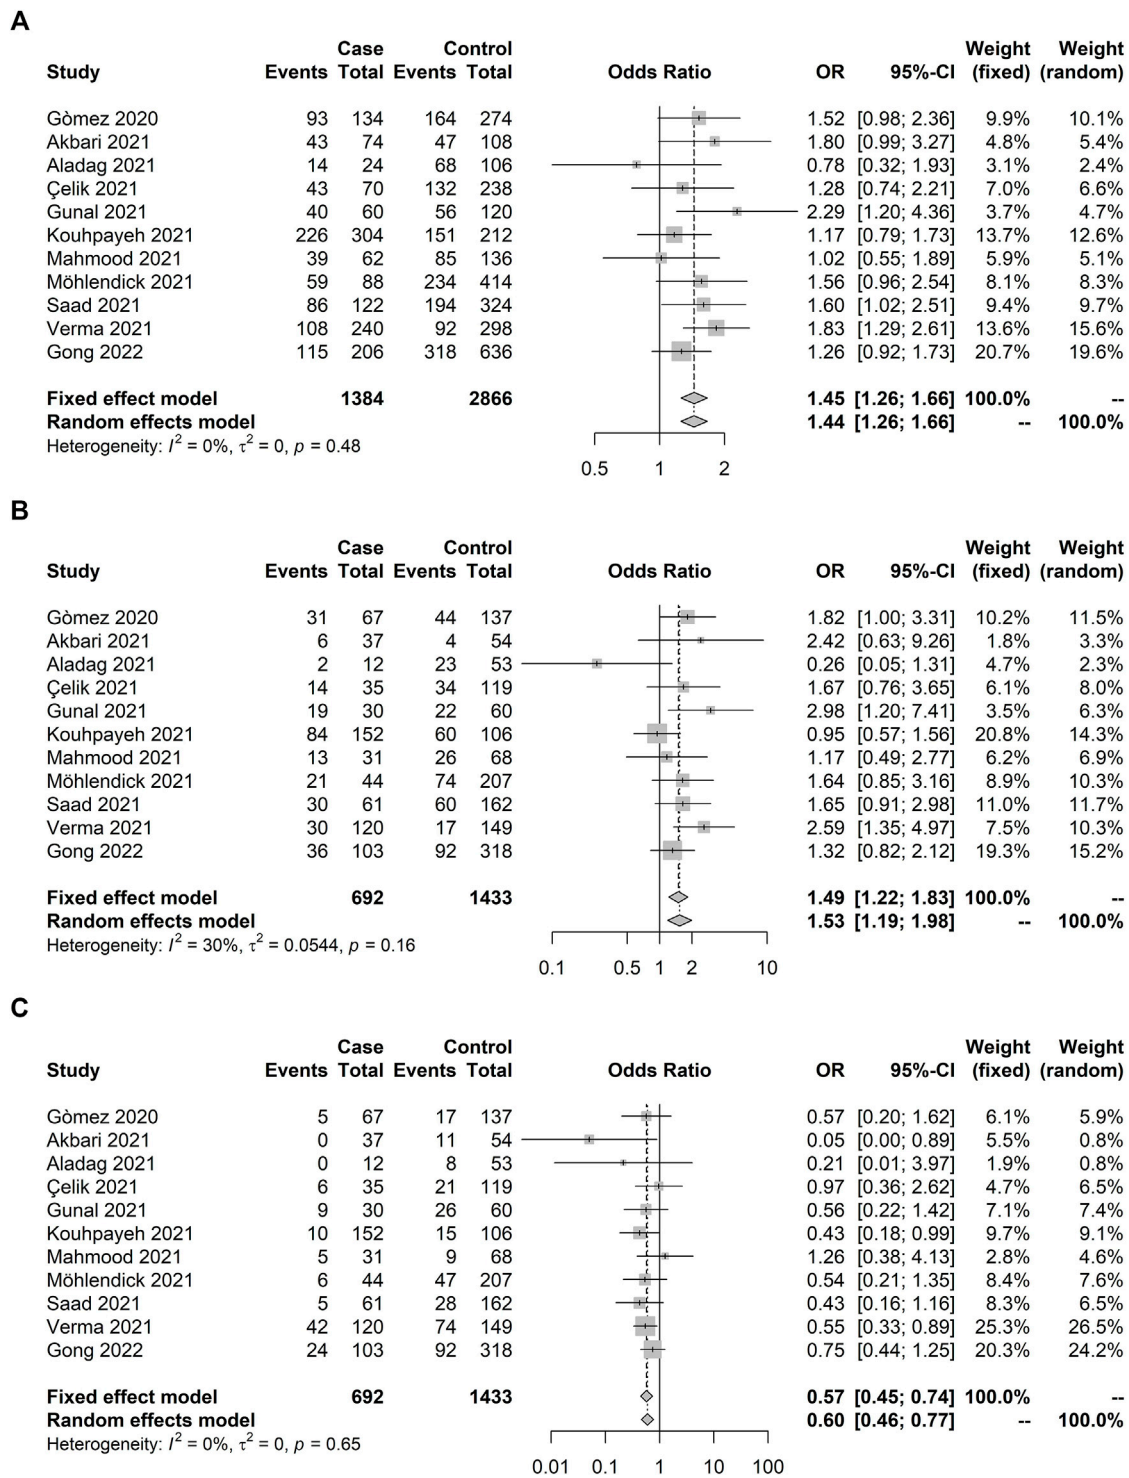 A
Case Control Weight Weight
Study Events Total Events Total Odds Ratio OR 95%-CI (fixed) (random)
Gòmez 2020 93 134 164 274 1.52 [0.98; 2.36] 9.9% 10.1%
Akbari 2021 43 74 47 108 1.80 [0.99; 3.27] 4.8% 5.4%
Aladag 2021 14 24 68 106 0.78 [0.32; 1.93] 3.1% 2.4%
Çelik 2021 43 70 132 238 1.28 [0.74; 2.21] 7.0% 6.6%
Gunal 2021 40 60 56 120 2.29 [1.20; 4.36] 3.7% 4.7%
Kouhpayeh 2021 226 304 151 212 1.17 [0.79; 1.73] 13.7% 12.6%
Mahmood 2021 39 62 85 136 1.02 [0.55; 1.89] 5.9% 5.1%
Möhlendick 2021 59 88 234 414 1.56 [0.96; 2.54] 8.1% 8.3%
Saad 2021 86 122 194 324 1.60 [1.02; 2.51] 9.4% 9.7%
Verma 2021 108 240 92 298 1.83 [1.29; 2.61] 13.6% 15.6%
Gong 2022 115 206 318 636 1.26 [0.92; 1.73] 20.7% 19.6%
Fixed effect model 1384 2866 1.45 [1.26; 1.66] 100.0% --
Random effects model 1.44 [1.26; 1.66] -- 100.0%
Heterogeneity: I² = 0%, τ² = 0, p = 0.48
0.5 1 2
B
Case Control Weight Weight
Study Events Total Events Total Odds Ratio OR 95%-CI (fixed) (random)
Gòmez 2020 31 67 44 137 1.82 [1.00; 3.31] 10.2% 11.5%
Akbari 2021 6 37 4 54 2.42 [0.63; 9.26] 1.8% 3.3%
Aladag 2021 2 12 23 53 0.26 [0.05; 1.31] 4.7% 2.3%
Çelik 2021 14 35 34 119 1.67 [0.76; 3.65] 6.1% 8.0%
Gunal 2021 19 30 22 60 2.98 [1.20; 7.41] 3.5% 6.3%
Kouhpayeh 2021 84 152 60 106 0.95 [0.57; 1.56] 20.8% 14.3%
Mahmood 2021 13 31 26 68 1.17 [0.49; 2.77] 6.2% 6.9%
Möhlendick 2021 21 44 74 207 1.64 [0.85; 3.16] 8.9% 10.3%
Saad 2021 30 61 60 162 1.65 [0.91; 2.98] 11.0% 11.7%
Verma 2021 30 120 17 149 2.59 [1.35; 4.97] 7.5% 10.3%
Gong 2022 36 103 92 318 1.32 [0.82; 2.12] 19.3% 15.2%
Fixed effect model 692 1433 1.49 [1.22; 1.83] 100.0% --
Random effects model 1.53 [1.19; 1.98] -- 100.0%
Heterogeneity: I² = 30%, τ² = 0.0544, p = 0.16
0.1 0.5 1 2 10
C
Case Control Weight Weight
Study Events Total Events Total Odds Ratio OR 95%-CI (fixed) (random)
Gòmez 2020 5 67 17 137 0.57 [0.20; 1.62] 6.1% 5.9%
Akbari 2021 0 37 11 54 0.05 [0.00; 0.89] 5.5% 0.8%
Aladag 2021 0 12 8 53 0.21 [0.01; 3.97] 1.9% 0.8%
Çelik 2021 6 35 21 119 0.97 [0.36; 2.62] 4.7% 6.5%
Gunal 2021 9 30 26 60 0.56 [0.22; 1.42] 7.1% 7.4%
Kouhpayeh 2021 10 152 15 106 0.43 [0.18; 0.99] 9.7% 9.1%
Mahmood 2021 5 31 9 68 1.26 [0.38; 4.13] 2.8% 4.6%
Möhlendick 2021 6 44 47 207 0.54 [0.21; 1.35] 8.4% 7.6%
Saad 2021 5 61 28 162 0.43 [0.16; 1.16] 8.3% 6.5%
Verma 2021 42 120 74 149 0.55 [0.33; 0.89] 25.3% 26.5%
Gong 2022 24 103 92 318 0.75 [0.44; 1.25] 20.3% 24.2%
Fixed effect model 692 1433 0.57 [0.45; 0.74] 100.0% --
Random effects model 0.60 [0.46; 0.77] -- 100.0%
Heterogeneity: I² = 0%, τ² = 0, p = 0.65
0.01 0.1 1 10 100